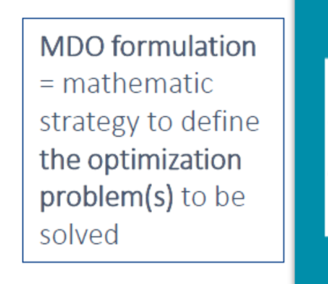 MDO formulation
= mathematic
strategy to define
the optimization
problem(s) to be
solved